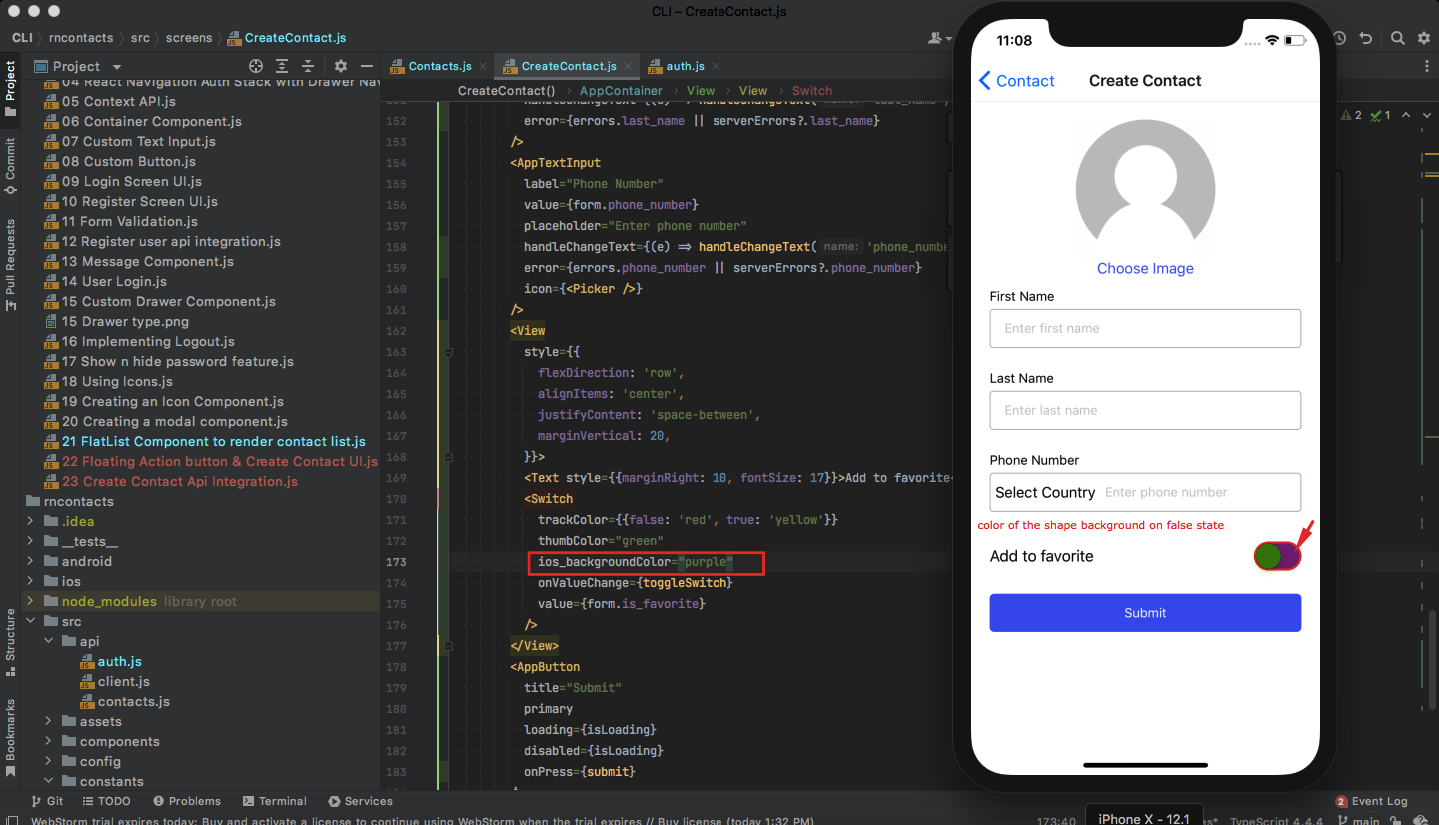 CLI – CreateContact.js
CLI rncontacts src screens CreateContact.js
Project
Contacts.js
CreateContact.js
auth.js
CreateContact() AppContainer View View Switch
2 1
Project
Commit
Pull Requests
Structure
Bookmarks
04 React Navigation Auth Stack with Drawer Nav
05 Context API.js
06 Container Component.js
07 Custom Text Input.js
08 Custom Button.js
09 Login Screen UI.js
10 Register Screen UI.js
11 Form Validation.js
12 Register user api integration.js
13 Message Component.js
14 User Login.js
15 Custom Drawer Component.js
15 Drawer type.png
16 Implementing Logout.js
17 Show n hide password feature.js
18 Using Icons.js
19 Creating an Icon Component.js
20 Creating a modal component.js
21 FlatList Component to render contact list.js
22 Floating Action button & Create Contact UI.js
23 Create Contact Api Integration.js
rncontacts
.idea
__tests__
android
ios
node_modules library root
src
api
auth.js
client.js
contacts.js
assets
components
config
constants
151 handleChangeText={(e) => handleChangeText( name: 'last_name',
152 error={errors.last_name || serverErrors?.last_name}
153 />
154 <AppTextInput
155 label="Phone Number"
156 value={form.phone_number}
157 placeholder="Enter phone number"
158 handleChangeText={(e) => handleChangeText( name: 'phone_numbe
159 error={errors.phone_number || serverErrors?.phone_number}
160 icon={<Picker />}
161 />
162 <View
163 style={{
164 flexDirection: 'row',
165 alignItems: 'center',
166 justifyContent: 'space-between',
167 marginVertical: 20,
168 }}>
169 <Text style={{marginRight: 10, fontSize: 17}}>Add to favorite<
170 <Switch
171 trackColor={{false: 'red', true: 'yellow'}}
172 thumbColor="green"
173 ios_backgroundColor="purple"
174 onValueChange={toggleSwitch}
175 value={form.is_favorite}
176 />
177 </View>
178 <AppButton
179 title="Submit"
180 primary
181 loading={isLoading}
182 disabled={isLoading}
183 onPress={submit}
11:08
Contact
Create Contact
Choose Image
First Name
Enter first name
Last Name
Enter last name
Phone Number
Select Country Enter phone number
color of the shape background on false state
Add to favorite
Submit
iPhone X – 12.1
Git TODO Problems Terminal Services
2 Event Log
WebStorm trial expires today: Buy and activate a license to continue using WebStorm when the trial expires // Buy license (today 1:32 PM)
173:40
TypeScript 4.4.4 main